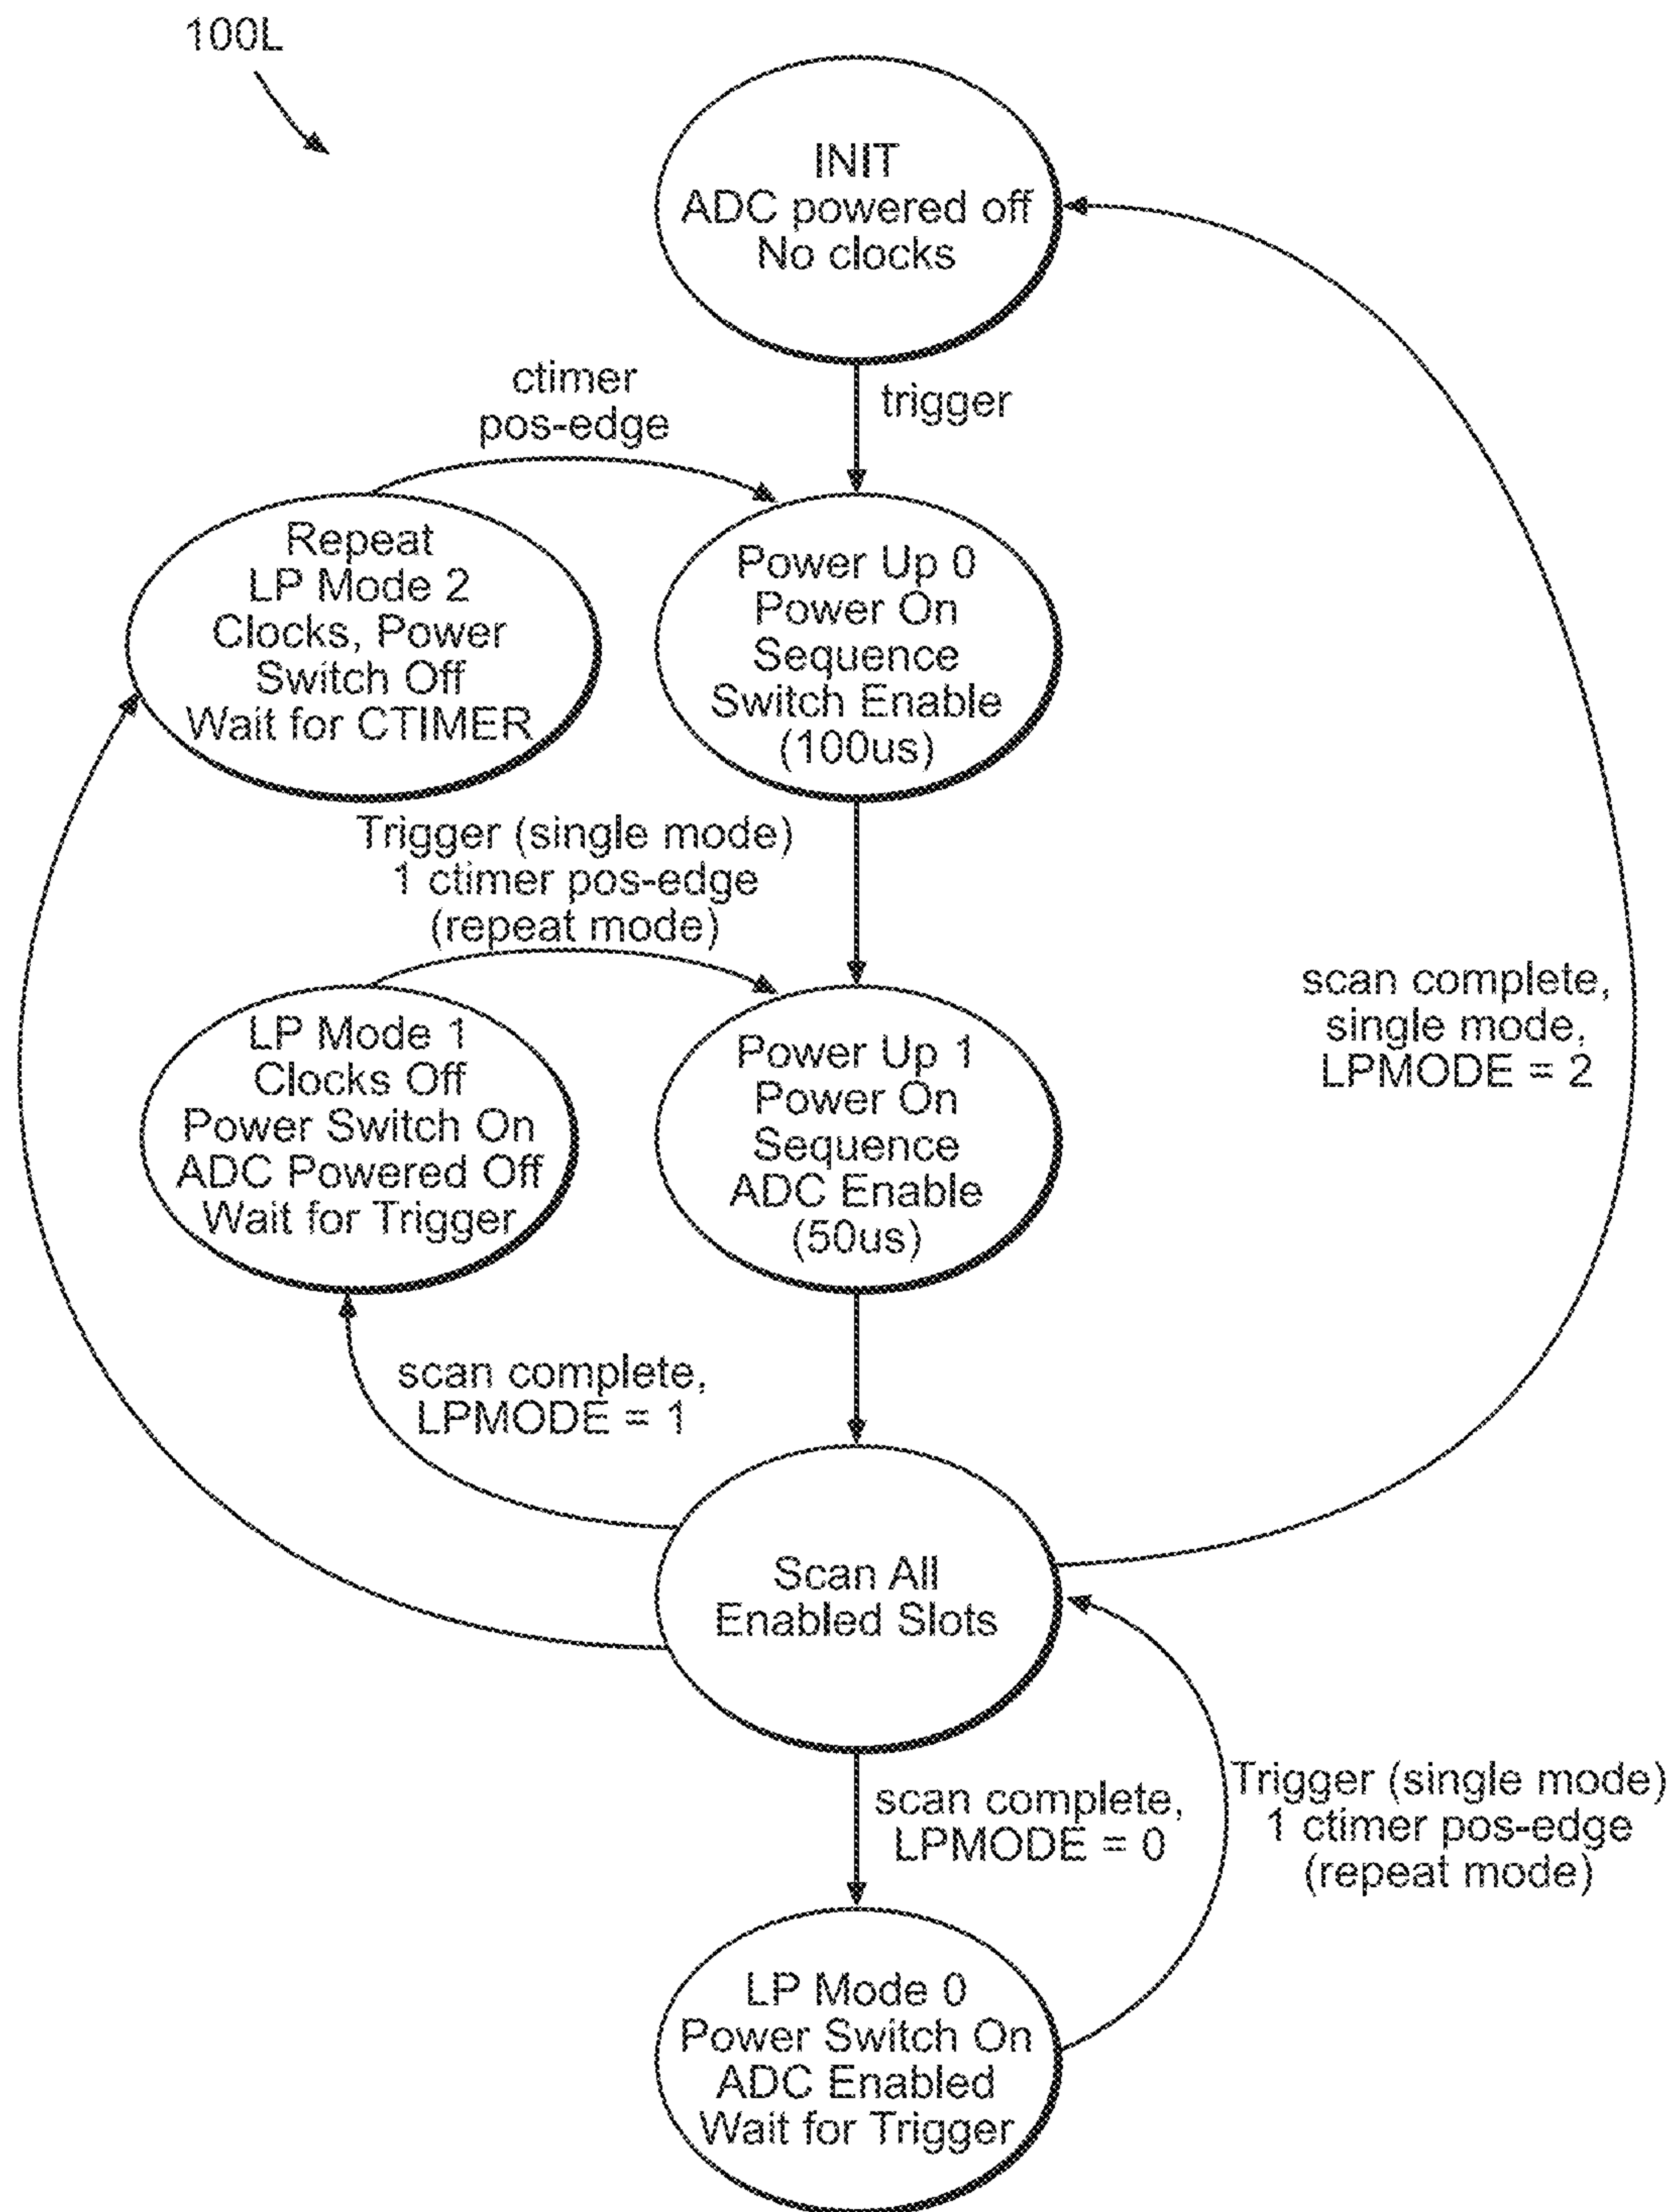 100L
INIT
ADC powered off
No clocks
trigger
ctimer
pos-edge
Repeat
LP Mode 2
Clocks, Power
Switch Off
Wait for CTIMER
Power Up 0
Power On
Sequence
Switch Enable
(100us)
Trigger (single mode)
1 ctimer pos-edge
(repeat mode)
LP Mode 1
Clocks Off
Power Switch On
ADC Powered Off
Wait for Trigger
Power Up 1
Power On
Sequence
ADC Enable
(50us)
scan complete,
single mode,
LPMODE = 2
scan complete,
LPMODE = 1
Scan All
Enabled Slots
scan complete,
LPMODE = 0
Trigger (single mode)
1 ctimer pos-edge
(repeat mode)
LP Mode 0
Power Switch On
ADC Enabled
Wait for Trigger